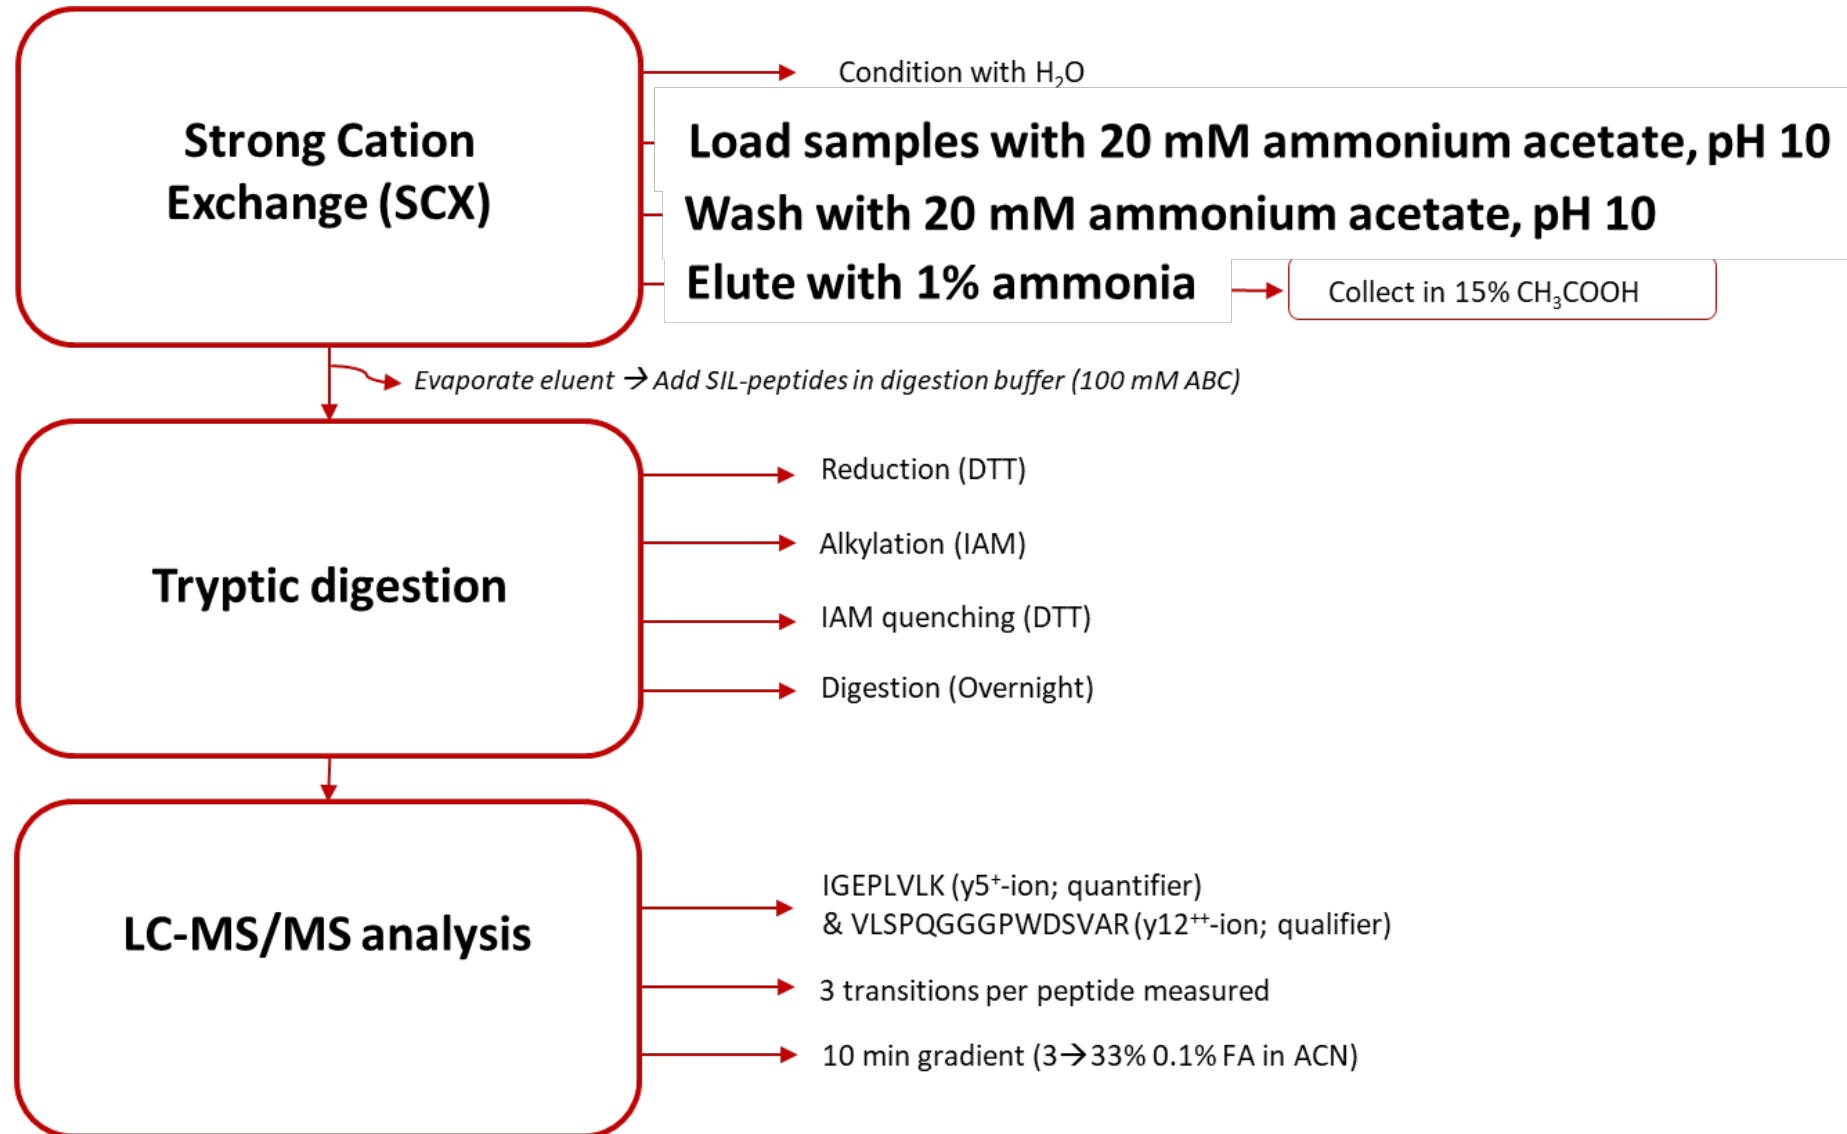 Strong Cation
Exchange (SCX)
Condition with H₂O
Load samples with 20 mM ammonium acetate, pH 10
Wash with 20 mM ammonium acetate, pH 10
Elute with 1% ammonia
Collect in 15% CH₃COOH
Evaporate eluent → Add SIL-peptides in digestion buffer (100 mM ABC)
Tryptic digestion
Reduction (DTT)
Alkylation (IAM)
IAM quenching (DTT)
Digestion (Overnight)
LC-MS/MS analysis
IGEPLVLK (y5⁺-ion; quantifier)
& VLSPQGGGPWDSVAR (y12⁺⁺-ion; qualifier)
3 transitions per peptide measured
10 min gradient (3→33% 0.1% FA in ACN)